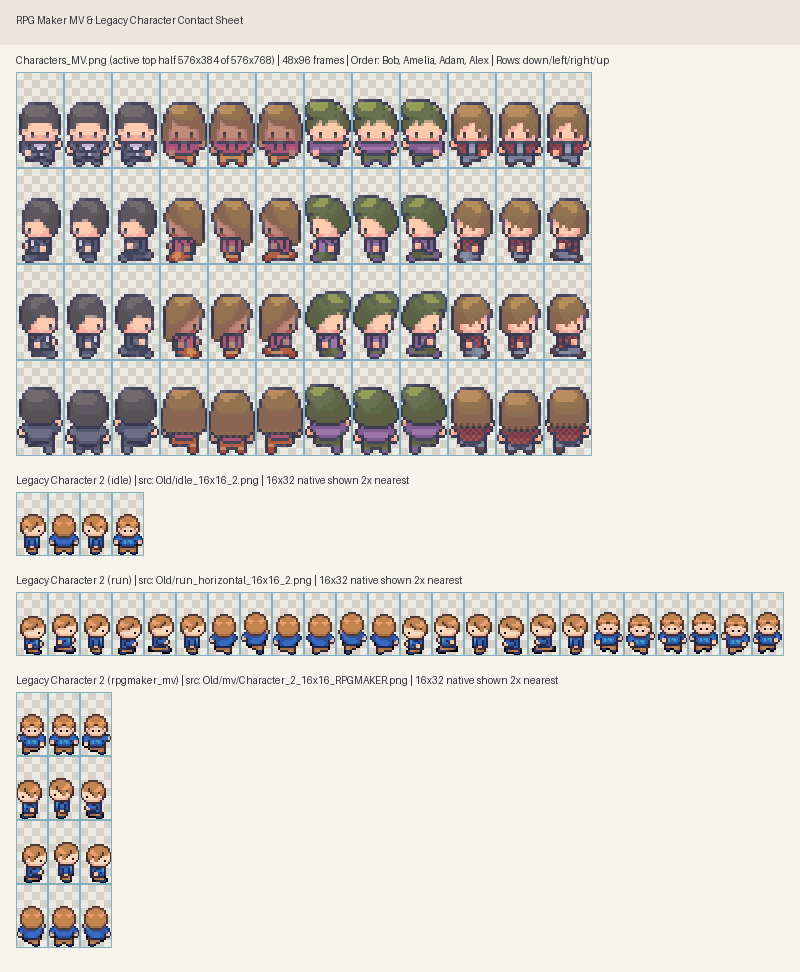 RPG Maker MV & Legacy Character Contact Sheet
Characters_MV.png (active top half 576x384 of 576x768) | 48x96 frames | Order: Bob, Amelia, Adam, Alex | Rows: down/left/right/up
Legacy Character 2 (idle) | src: Old/idle_16x16_2.png | 16x32 native shown 2x nearest
Legacy Character 2 (run) | src: Old/run_horizontal_16x16_2.png | 16x32 native shown 2x nearest
Legacy Character 2 (rpgmaker_mv) | src: Old/mv/Character_2_16x16_RPGMAKER.png | 16x32 native shown 2x nearest